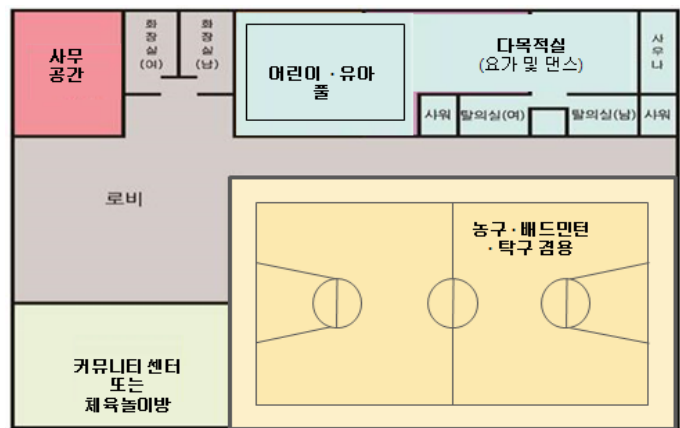 사무
공간
화
장
실
(여)
화
장
실
(남)
어린이 · 유아
풀
다목적실
(요가 및 댄스)
사
우
나
샤워
탈의실(여)
탈의실(남)
샤워
로비
농구 · 배드민턴
· 탁구 겸용
커뮤니티 센터
또는
체육놀이방